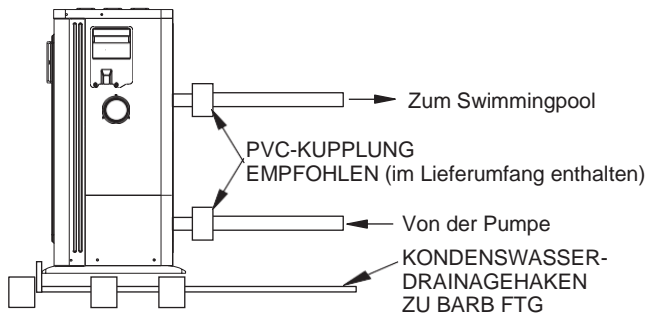 Zum Swimmingpool
PVC-KUPPLUNG
EMPFOHLEN (im Lieferumfang enthalten)
Von der Pumpe
KONDENSWASSER-
DRAINAGEHAKEN
ZU BARB FTG